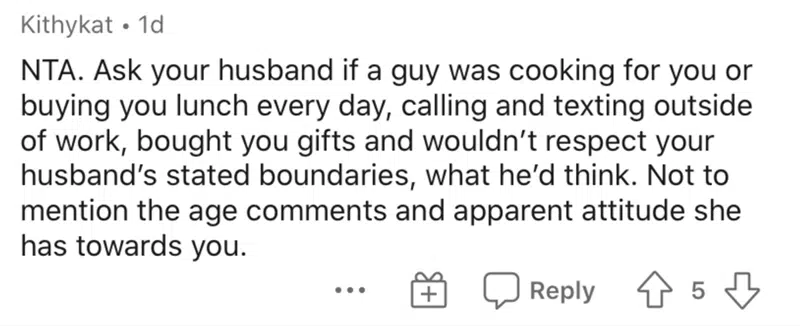 Kithykat • 1d
NTA. Ask your husband if a guy was cooking for you or
buying you lunch every day, calling and texting outside
of work, bought you gifts and wouldn’t respect your
husband’s stated boundaries, what he’d think. Not to
mention the age comments and apparent attitude she
has towards you.
... Reply 5